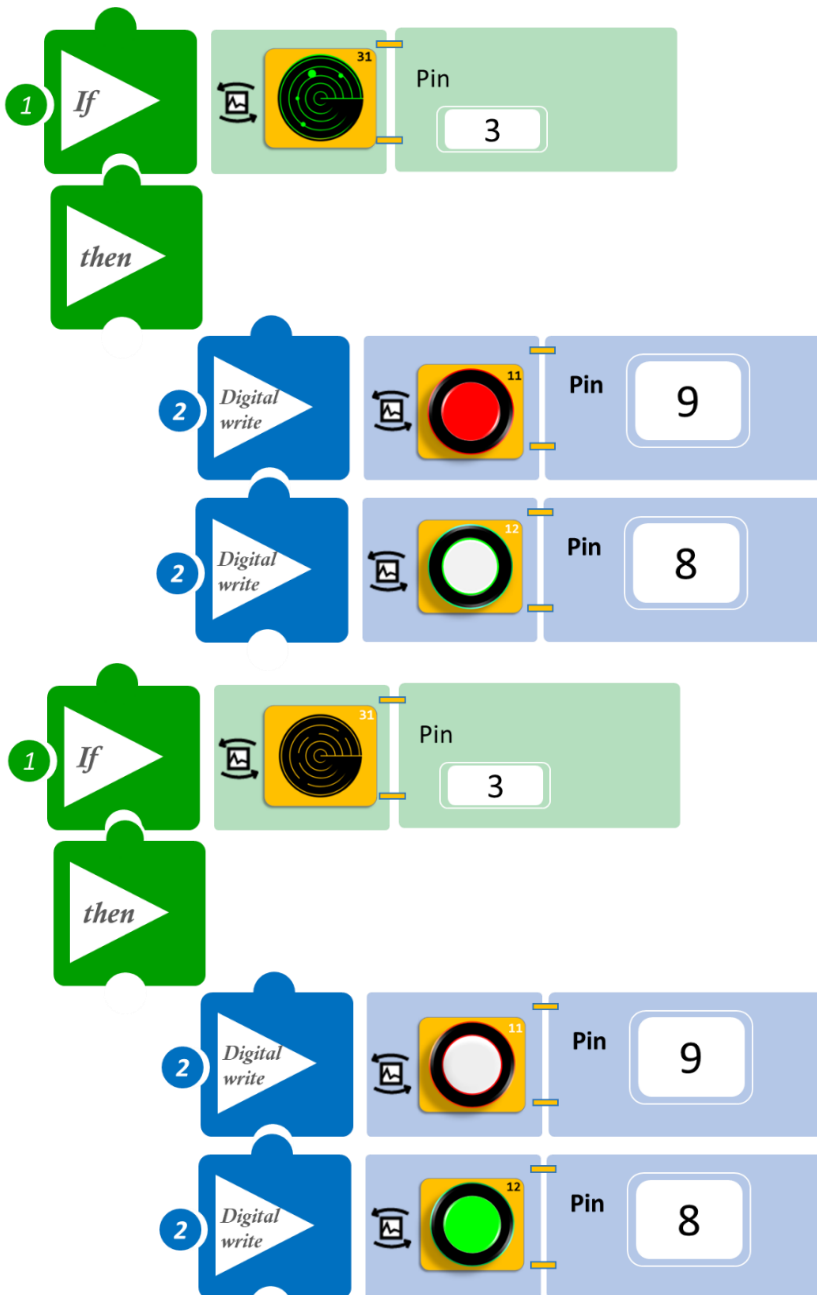 31
Pin
1
If
3
then
11
Pin
9
2
Digital
write
12
Pin
8
2
Digital
write
31
Pin
1
If
3
then
11
Pin
9
2
Digital
write
12
Pin
8
2
Digital
write